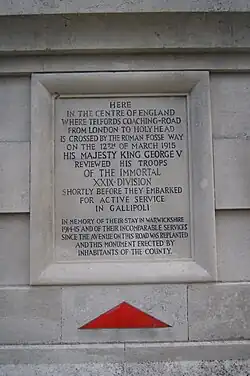 HERE
IN THE CENTRE OF ENGLAND
WHERE TELFORDS COACHING-ROAD
FROM LONDON TO HOLYHEAD
IS CROSSED BY THE ROMAN FOSSE WAY
ON THE 12TH OF MARCH 1915
HIS MAJESTY KING GEORGE V
REVIEWED HIS TROOPS
OF THE IMMORTAL
XXIX DIVISION
SHORTLY BEFORE THEY EMBARKED
FOR ACTIVE SERVICE
IN GALLIPOLI
IN MEMORY OF THEIR STAY IN WARWICKSHIRE
1914-15 AND OF THEIR INCOMPARABLE SERVICES
SINCE THE AVENUE ON THIS ROAD WAS REPLANTED
AND THIS MONUMENT ERECTED BY
INHABITANTS OF THE COUNTY.